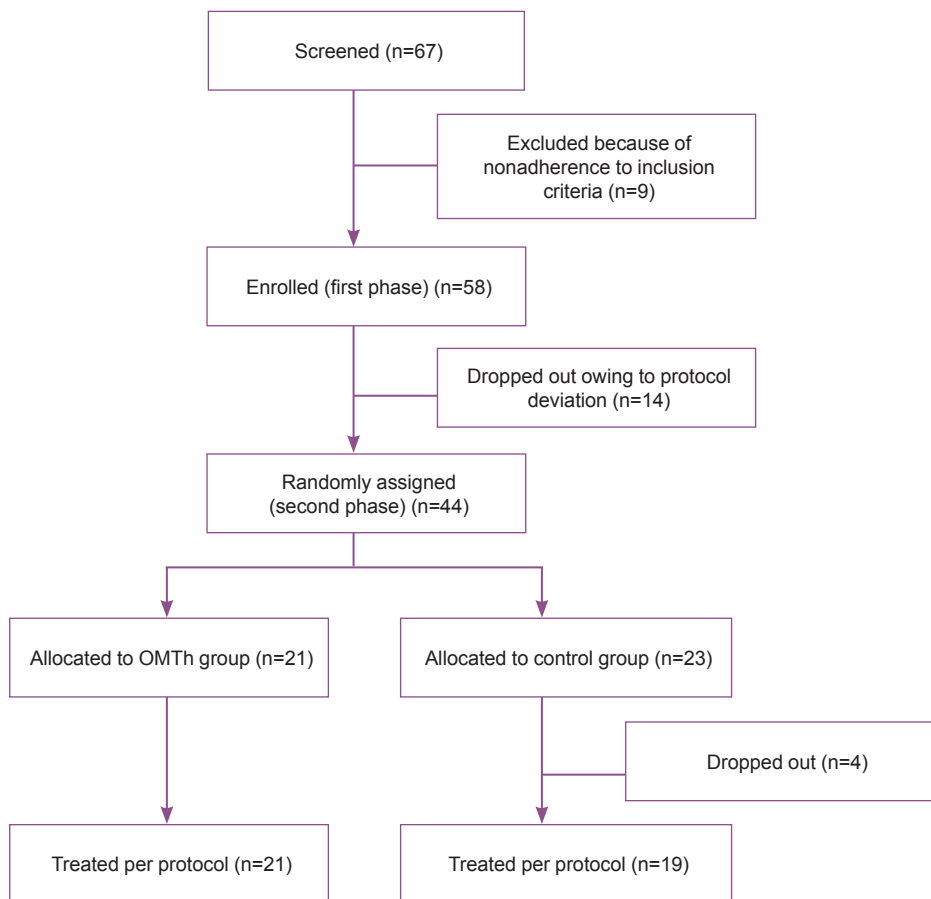 Screened (n=67)
Excluded because of
nonadherence to inclusion
criteria (n=9)
Enrolled (first phase) (n=58)
Dropped out owing to protocol
deviation (n=14)
Randomly assigned
(second phase) (n=44)
Allocated to OMTh group (n=21)
Allocated to control group (n=23)
Dropped out (n=4)
Treated per protocol (n=21)
Treated per protocol (n=19)